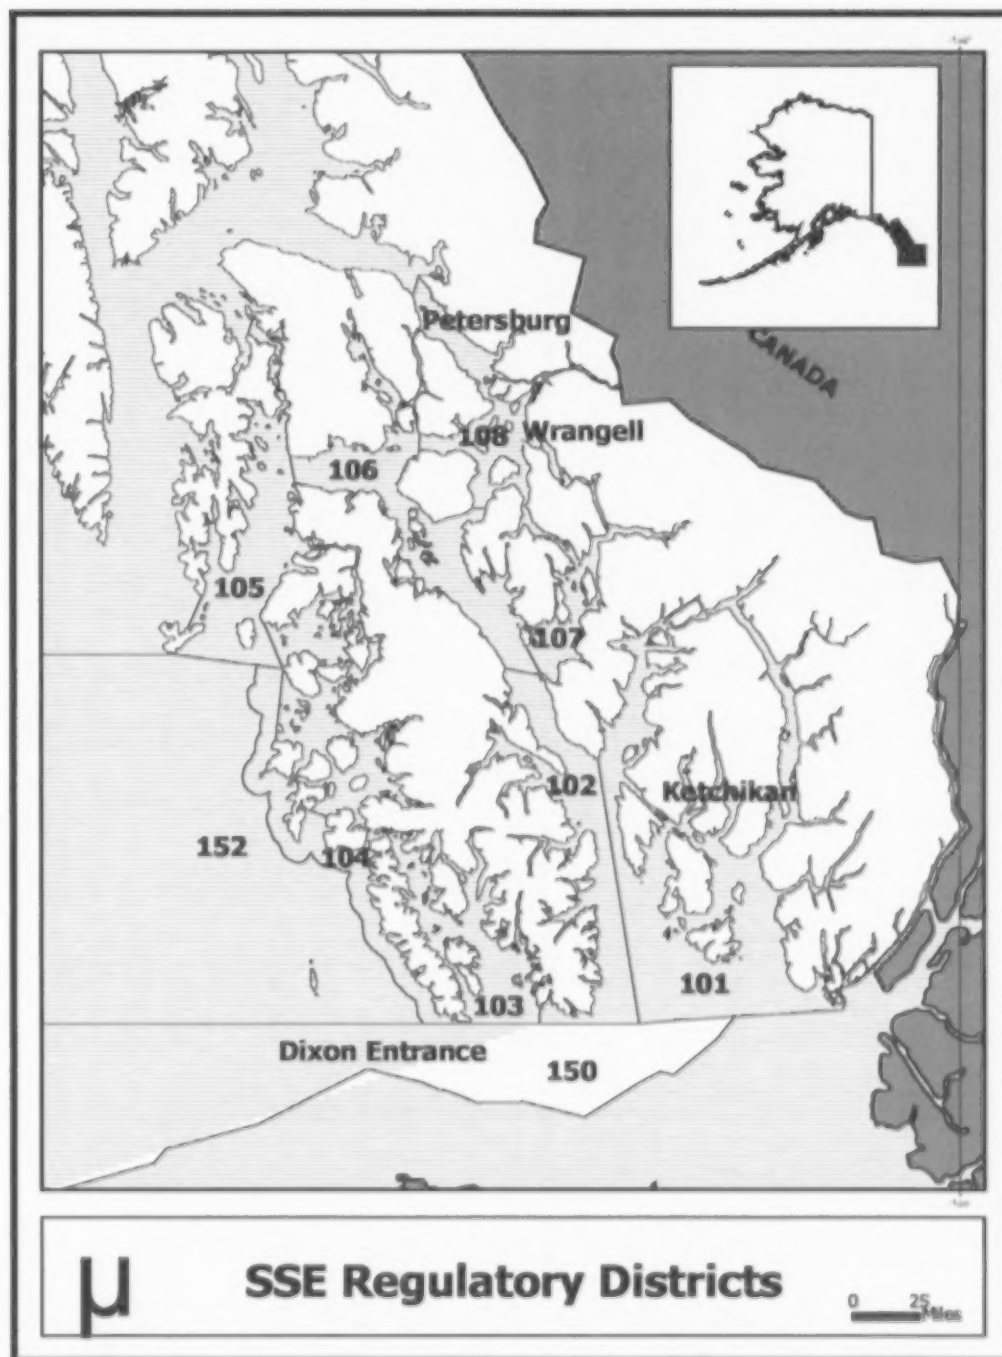 CANADA
Petersburg
108
Wrangell
106
105
107
102
Ketchikan
152
104
101
103
Dixon Entrance
150
µ
SSE Regulatory Districts
0 25
Miles